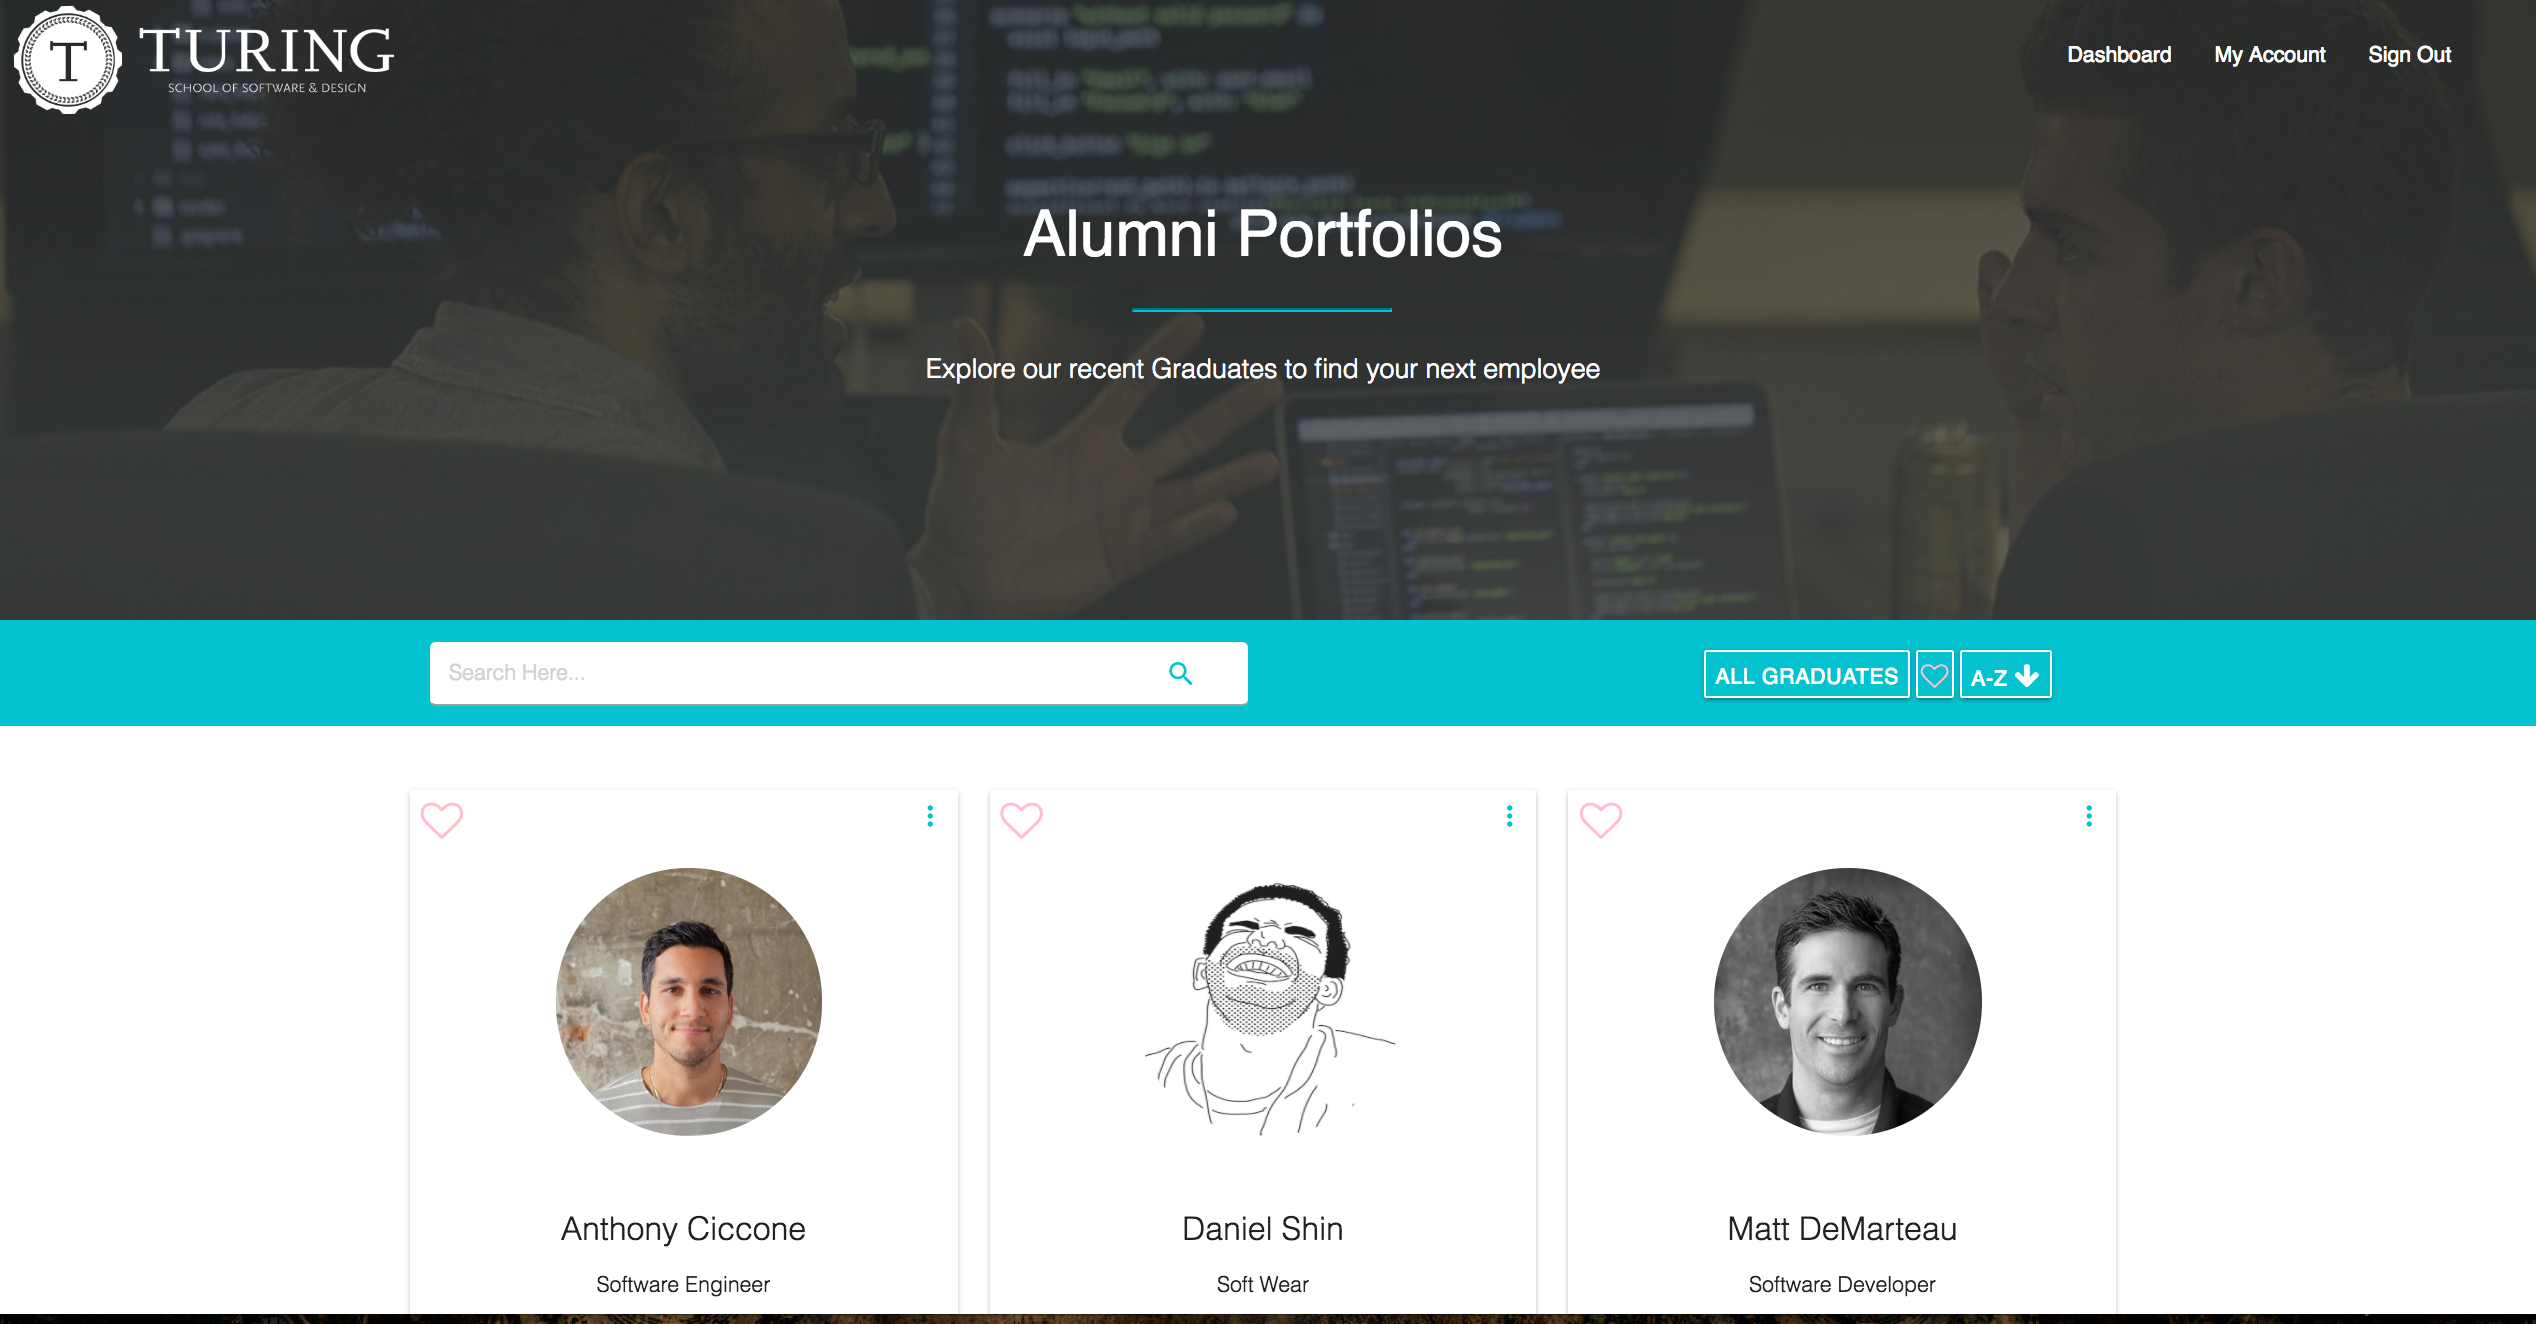 T
TURING
SCHOOL OF SOFTWARE & DESIGN
Dashboard My Account Sign Out
Alumni Portfolios
Explore our recent Graduates to find your next employee
Search Here...
ALL GRADUATES
A-Z
Anthony Ciccone
Software Engineer
Daniel Shin
Soft Wear
Matt DeMarteau
Software Developer